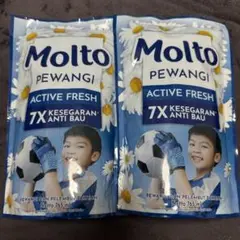 Molto
PEWANGI
ACTIVE FRESH
7X KESEGARAN
ANTI BAU
Molto
PEWANGI
ACTIVE FRESH
7X KESEGARAN
ANTI BAU